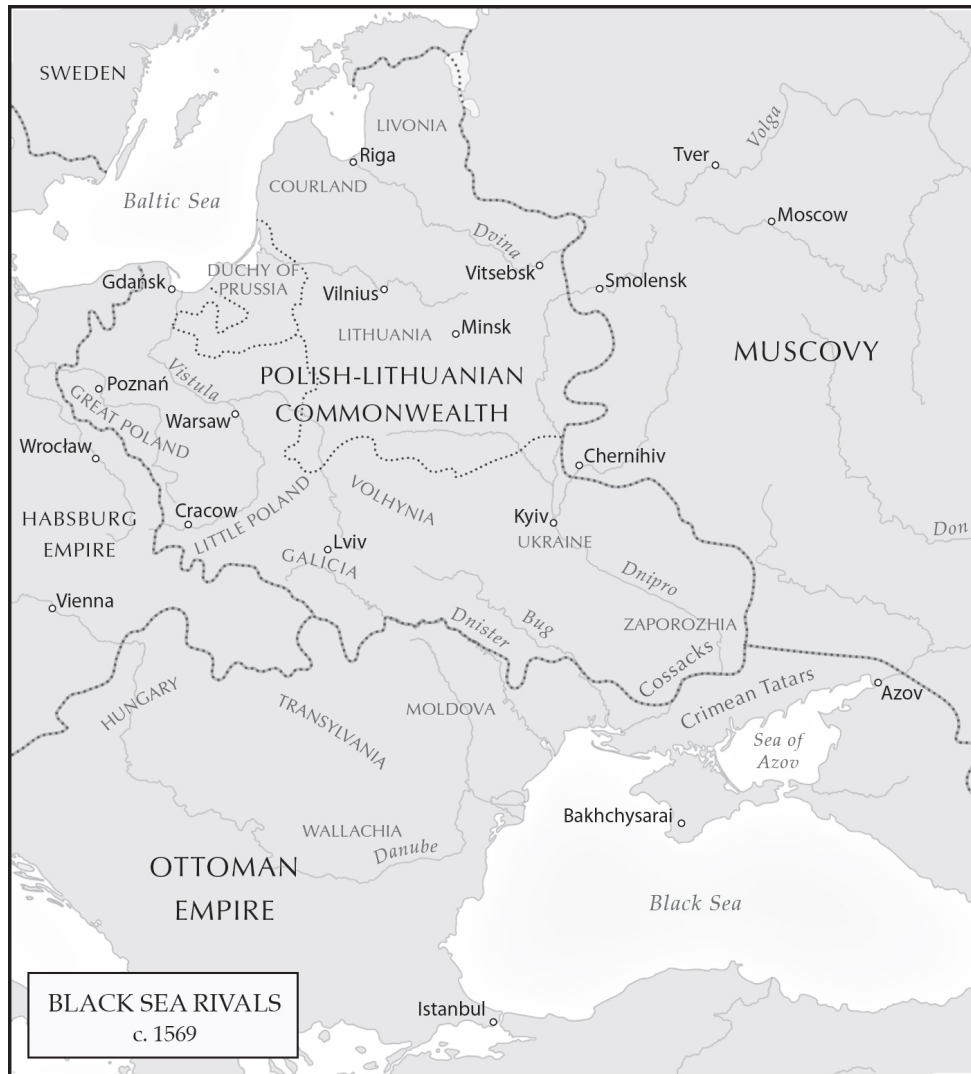 SWEDEN
LIVONIA
Riga
COURLAND
Baltic Sea
Tver
Volga
Moscow
Dvina
Vitsebsk
Smolensk
Gdańsk
DUCHY OF
PRUSSIA
Vilnius
LITHUANIA
Minsk
MUSCOVY
POLISH-LITHUANIAN
COMMONWEALTH
Poznań
Vistula
GREAT POLAND
Warsaw
Wrocław
Chernihiv
HABSBURG
EMPIRE
Cracow
LITTLE POLAND
VOLHYNIA
Kyiv
UKRAINE
Don
Lviv
GALICIA
Vienna
Dnipro
Dnister
Bug
ZAPOROZHIA
Cossacks
Crimean Tatars
Azov
HUNGARY
TRANSYLVANIA
MOLDOVA
Sea of
Azov
Bakhchysarai
WALLACHIA
Danube
OTTOMAN
EMPIRE
Black Sea
Istanbul
BLACK SEA RIVALS
c. 1569